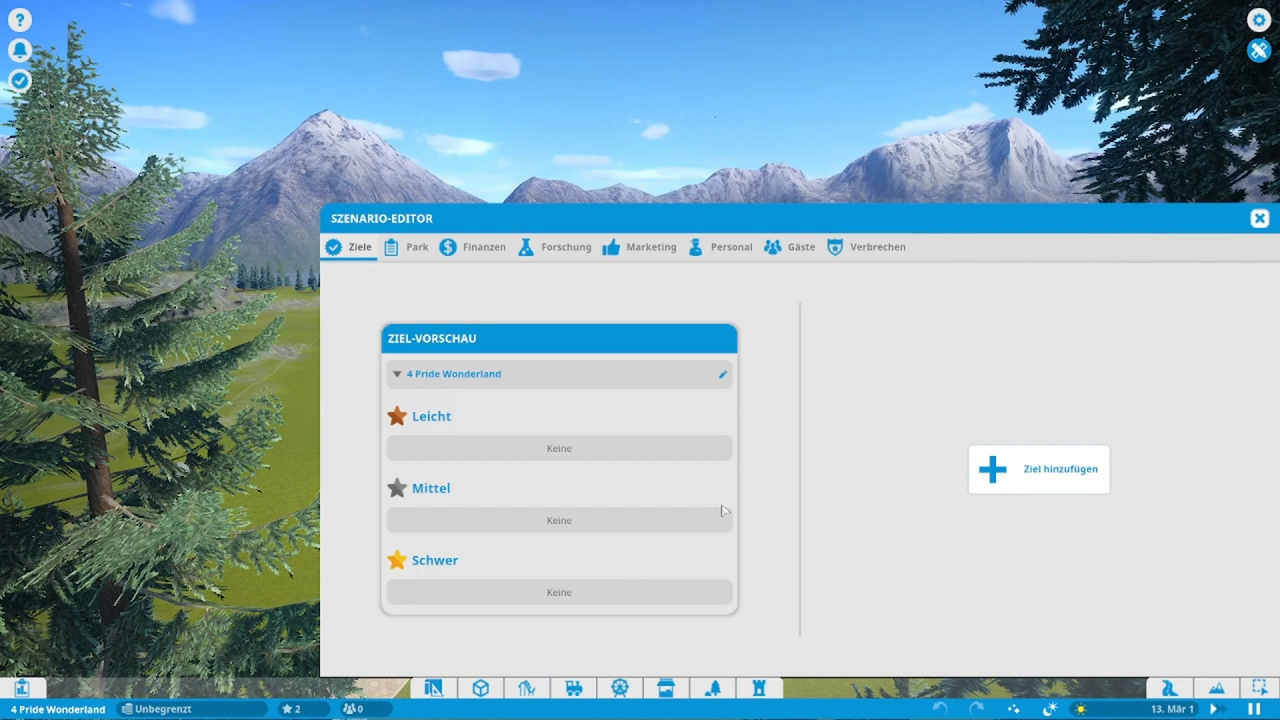 SZENARIO-EDITOR
Ziele Park Finanzen Forschung Marketing Personal Gäste Verbrechen
ZIEL-VORSCHAU
4 Pride Wonderland
Leicht
Keine
Ziel hinzufügen
Mittel
Keine
Schwer
Keine
4 Pride Wonderland Unbegrenzt 2 0 13. Mär 1